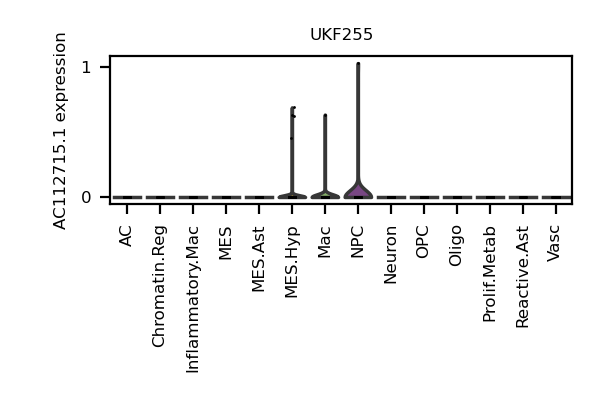 UKF255
AC112715.1 expression
1
0
AC
Chromatin.Reg
Inflammatory.Mac
MES
MES.Ast
MES.Hyp
Mac
NPC
Neuron
OPC
Oligo
Prolif.Metab
Reactive.Ast
Vasc